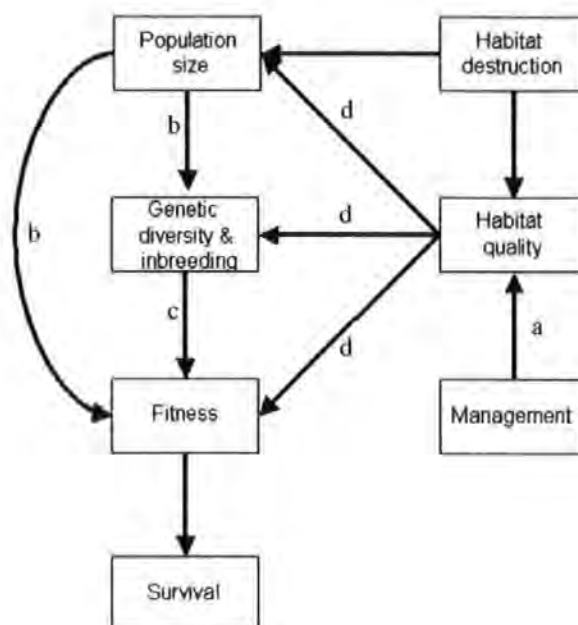 Population
size
Habitat
destruction
b
d
b
Genetic
diversity &
inbreeding
d
Habitat
quality
c
d
a
Fitness
Management
Survival